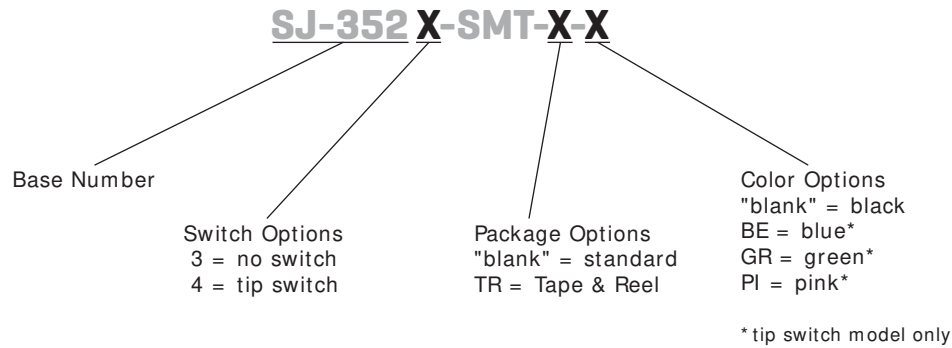 SJ-352X-SMT-X-X
Base Number
Switch Options
3 = no switch
4 = tip switch
Package Options
"blank" = standard
TR = Tape & Reel
Color Options
"blank" = black
BE = blue*
GR = green*
PI = pink*
* tip switch model only